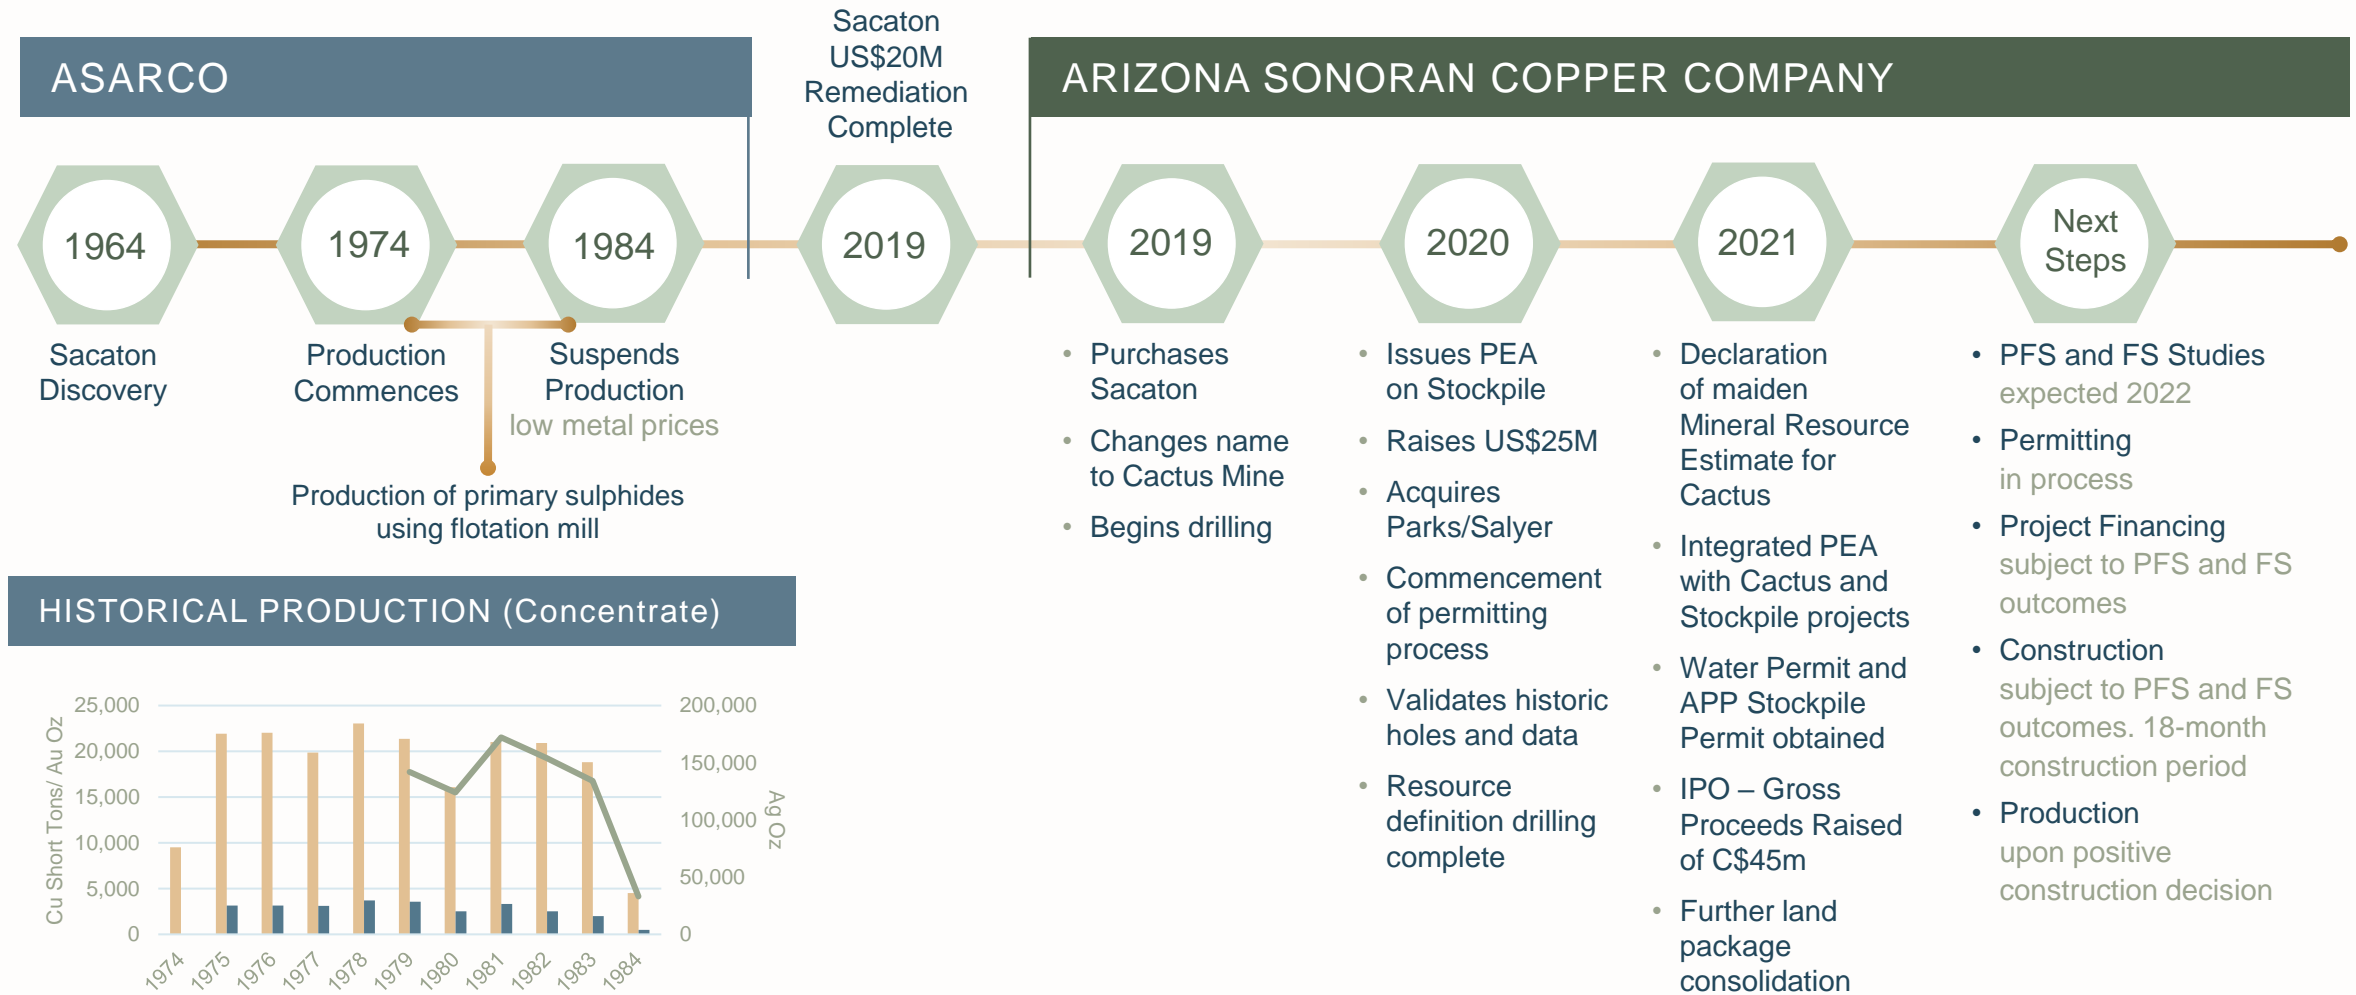 Sacaton
US$20M
Remediation
Complete
ASARCO
ARIZONA SONORAN COPPER COMPANY
1964
1974
1984
2019
2019
2020
2021
Next
Steps
Sacaton
Discovery
Production
Commences
Suspends
Production
low metal prices
Production of primary sulphides
using flotation mill
• Purchases
Sacaton
• Changes name
to Cactus Mine
• Begins drilling
• Issues PEA
on Stockpile
• Raises US$25M
• Acquires
Parks/Salyer
• Commencement
of permitting
process
• Validates historic
holes and data
• Resource
definition drilling
complete
• Declaration
of maiden
Mineral Resource
Estimate for
Cactus
• Integrated PEA
with Cactus and
Stockpile projects
• Water Permit and
APP Stockpile
Permit obtained
• IPO – Gross
Proceeds Raised
of C$45m
• Further land
package
consolidation
• PFS and FS Studies
expected 2022
• Permitting
in process
• Project Financing
subject to PFS and FS
outcomes
• Construction
subject to PFS and FS
outcomes. 18-month
construction period
• Production
upon positive
construction decision
HISTORICAL PRODUCTION (Concentrate)
Cu Short Tons/ Au Oz
25,000
20,000
15,000
10,000
5,000
0
200,000
150,000
100,000
50,000
0
Ag Oz
1974
1975
1976
1977
1978
1979
1980
1981
1982
1983
1984